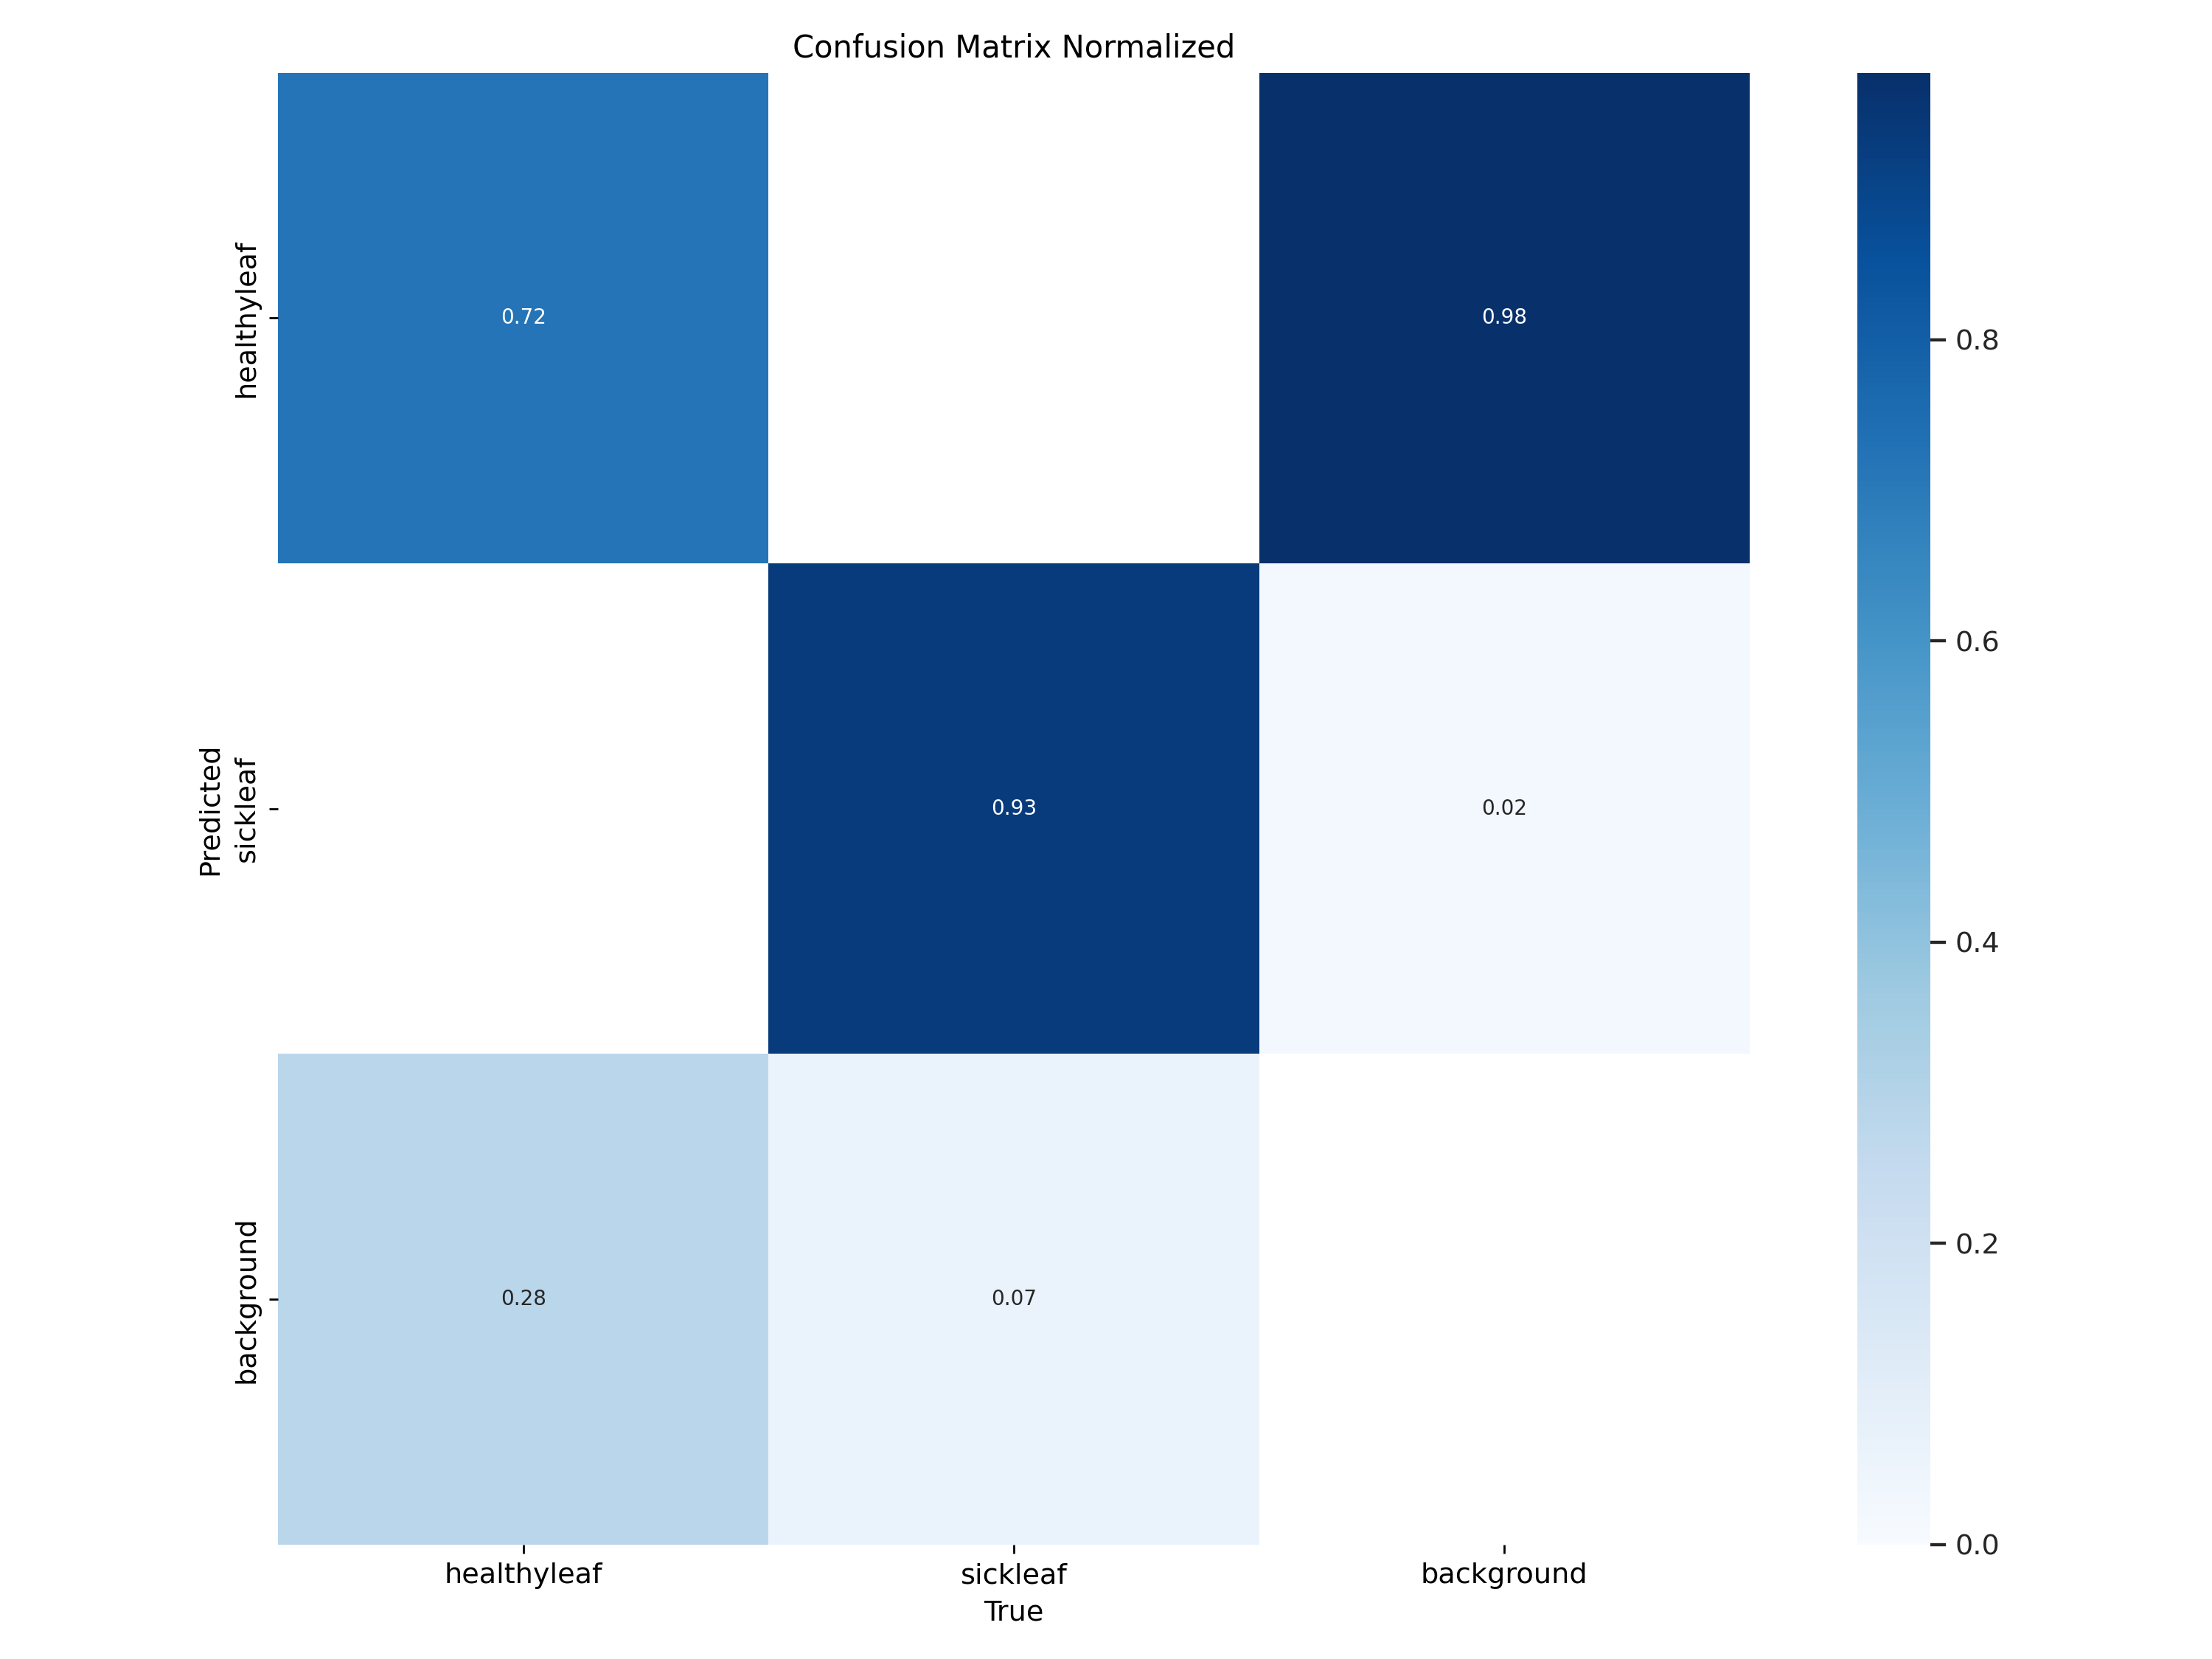 Confusion Matrix Normalized
healthyleaf
0.72
0.98
0.8
0.6
Predicted
sickleaf
0.93
0.02
0.4
0.2
background
0.28
0.07
0.0
healthyleaf
sickleaf
background
True